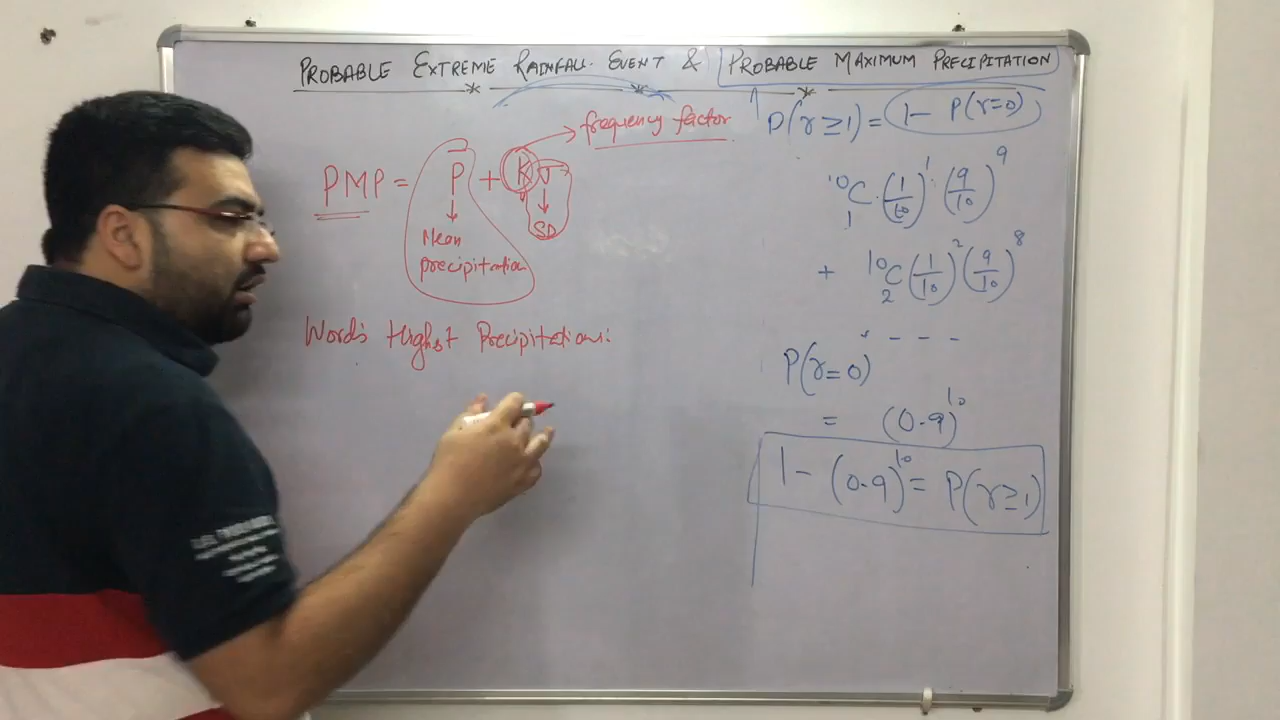 PROBABLE EXTREME RAINFALL EVENT & PROBABLE MAXIMUM PRECIPITATION
frequency factor
PMP = P̄ + Kσ
Mean
precipitation
SD
Word's Highest Precipitation:
P(r ≥ 1) = 1 - P(r=0)
¹⁰C₁ · (1/10)¹ · (9/10)⁹
+ ¹⁰C₂ (1/10)² (9/10)⁸
- - - -
P(r=0)
= (0.9)¹⁰
1 - (0.9)¹⁰ = P(r≥1)